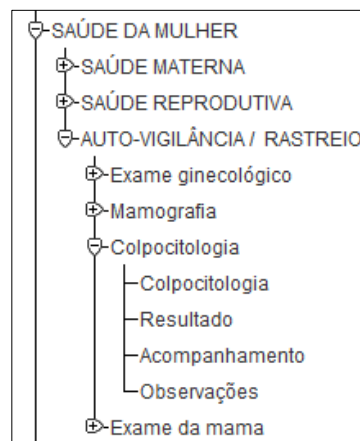 SAÚDE DA MULHER
SAÚDE MATERNA
SAÚDE REPRODUTIVA
AUTO-VIGILÂNCIA / RASTREIO
Exame ginecológico
Mamografia
Colpocitologia
Colpocitologia
Resultado
Acompanhamento
Observações
Exame da mama